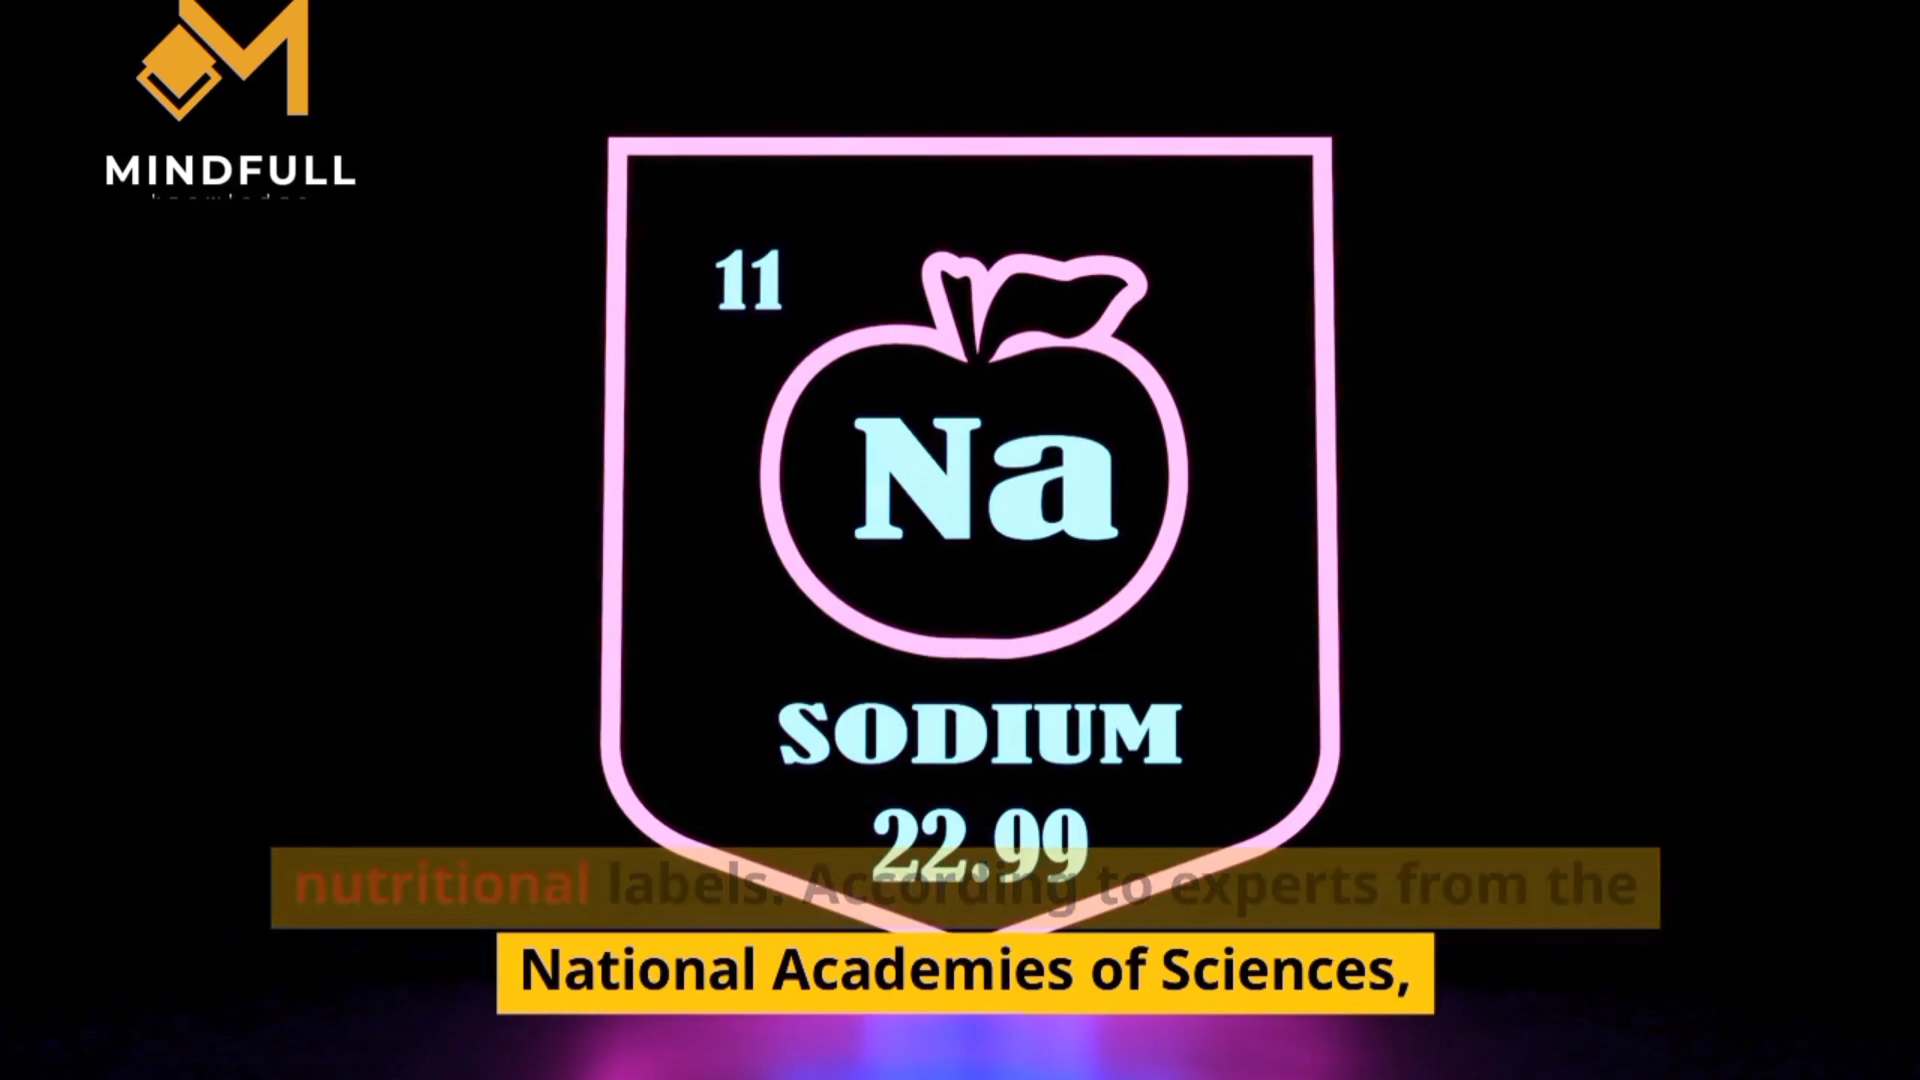 MINDFULL
11
Na
SODIUM
22.99
nutritional labels. According to experts from the
National Academies of Sciences,